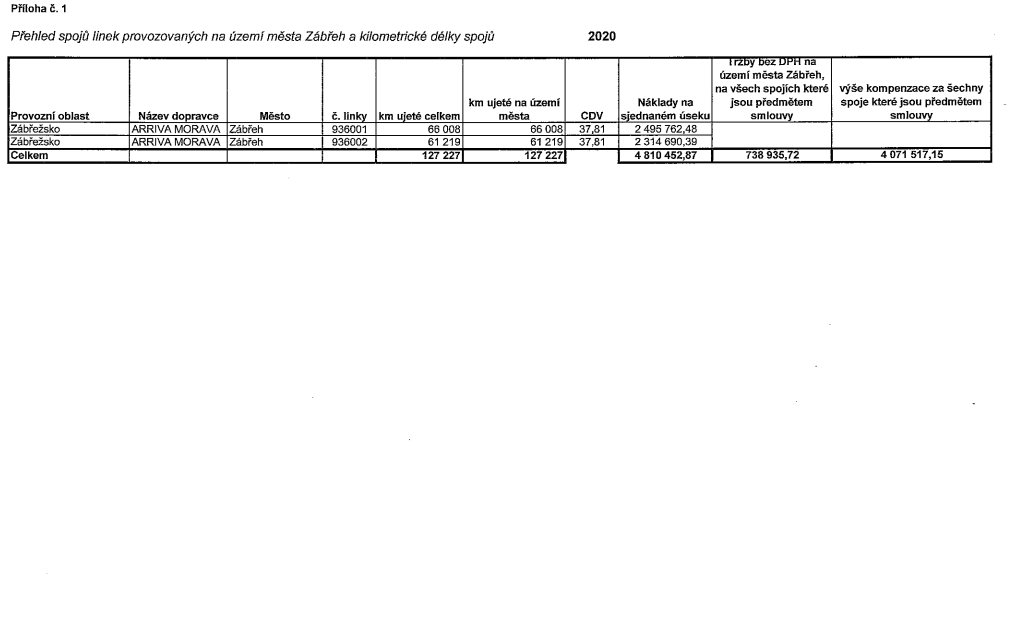 Příloha č. 1
Přehled spojů linek provozovaných na území města Zábřeh a kilometrické délky spojů 2020
Provozní oblast Název dopravce Město č. linky km ujeté celkem km ujeté na území města CDV Náklady na sjednaném úseku Tržby bez DPH na území města Zábřeh, na všech spojích které jsou předmětem smlouvy výše kompenzace za šechny spoje které jsou předmětem smlouvy
Zábřežsko ARRIVA MORAVA Zábřeh 936001 66 008 66 008 37,81 2 495 762,48
Zábřežsko ARRIVA MORAVA Zábřeh 936002 61 219 61 219 37,81 2 314 690,39
Celkem 127 227 127 227 4 810 452,87 738 935,72 4 071 517,15